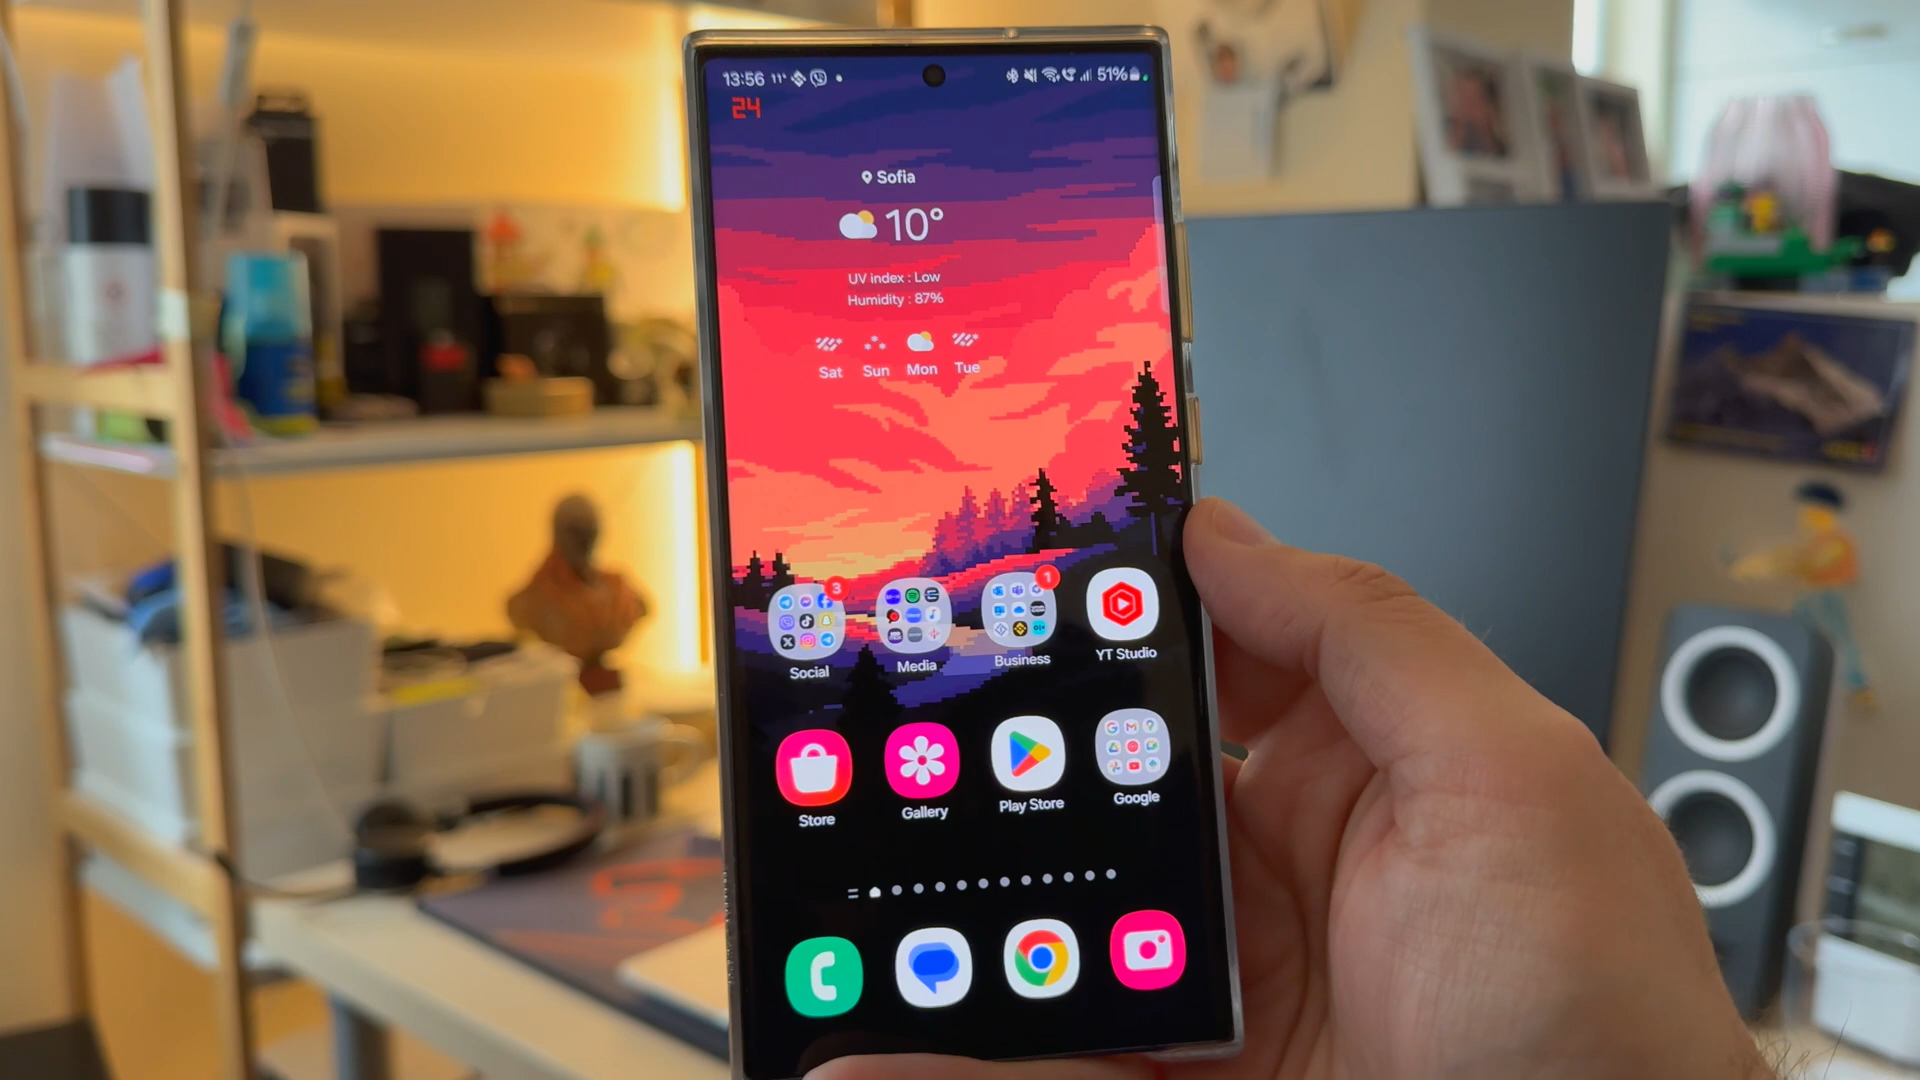 13:56 11° 51%
24
Sofia
10°
UV index : Low
Humidity : 87%
Sat Sun Mon Tue
3 1
Social Media Business YT Studio
Store Gallery Play Store Google